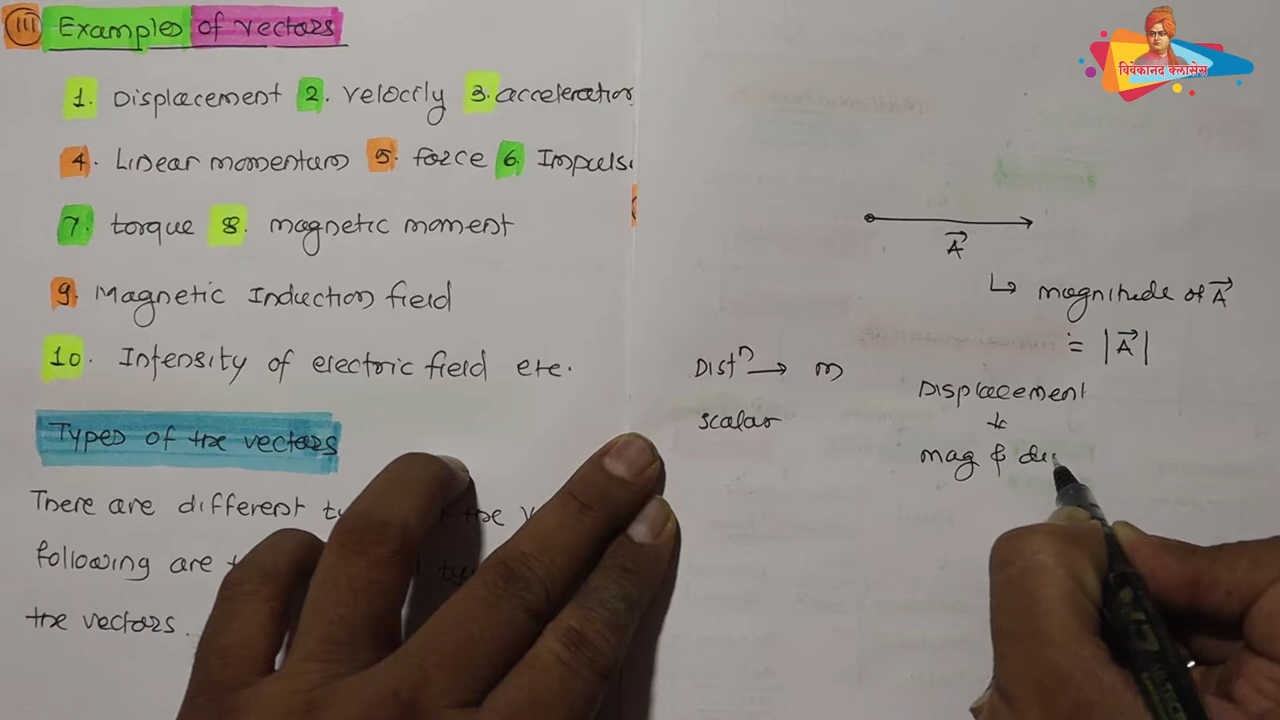 III Examples of vectors
1. Displacement 2. velocity 3. acceleration
4. Linear momentum 5. force 6. Impuls
7. torque 8. magnetic moment
9. Magnetic Induction field
10. Intensity of electric field etc.
Types of the vectors
There are different the
following are
the vectors.
विवेकानंद क्लासेस
A
magnitude of A
= |A|
Distⁿ → m
scalar
Displacement
mag & di